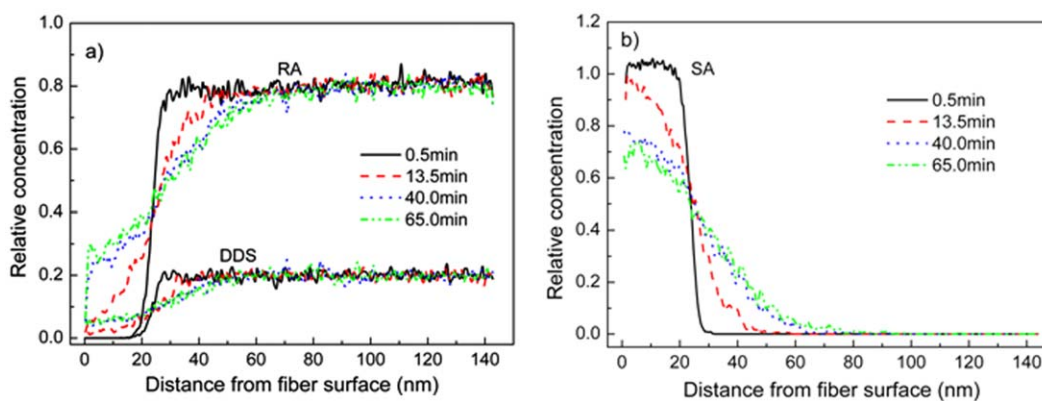 a)
RA
DDS
0.5min
13.5min
40.0min
65.0min
1.0
0.8
0.6
0.4
0.2
0.0
0 20 40 60 80 100 120 140
Relative concentration
Distance from fiber surface (nm)
b)
SA
0.5min
13.5min
40.0min
65.0min
1.2
1.0
0.8
0.6
0.4
0.2
0.0
0 20 40 60 80 100 120 140
Relative concentration
Distance from fiber surface (nm)